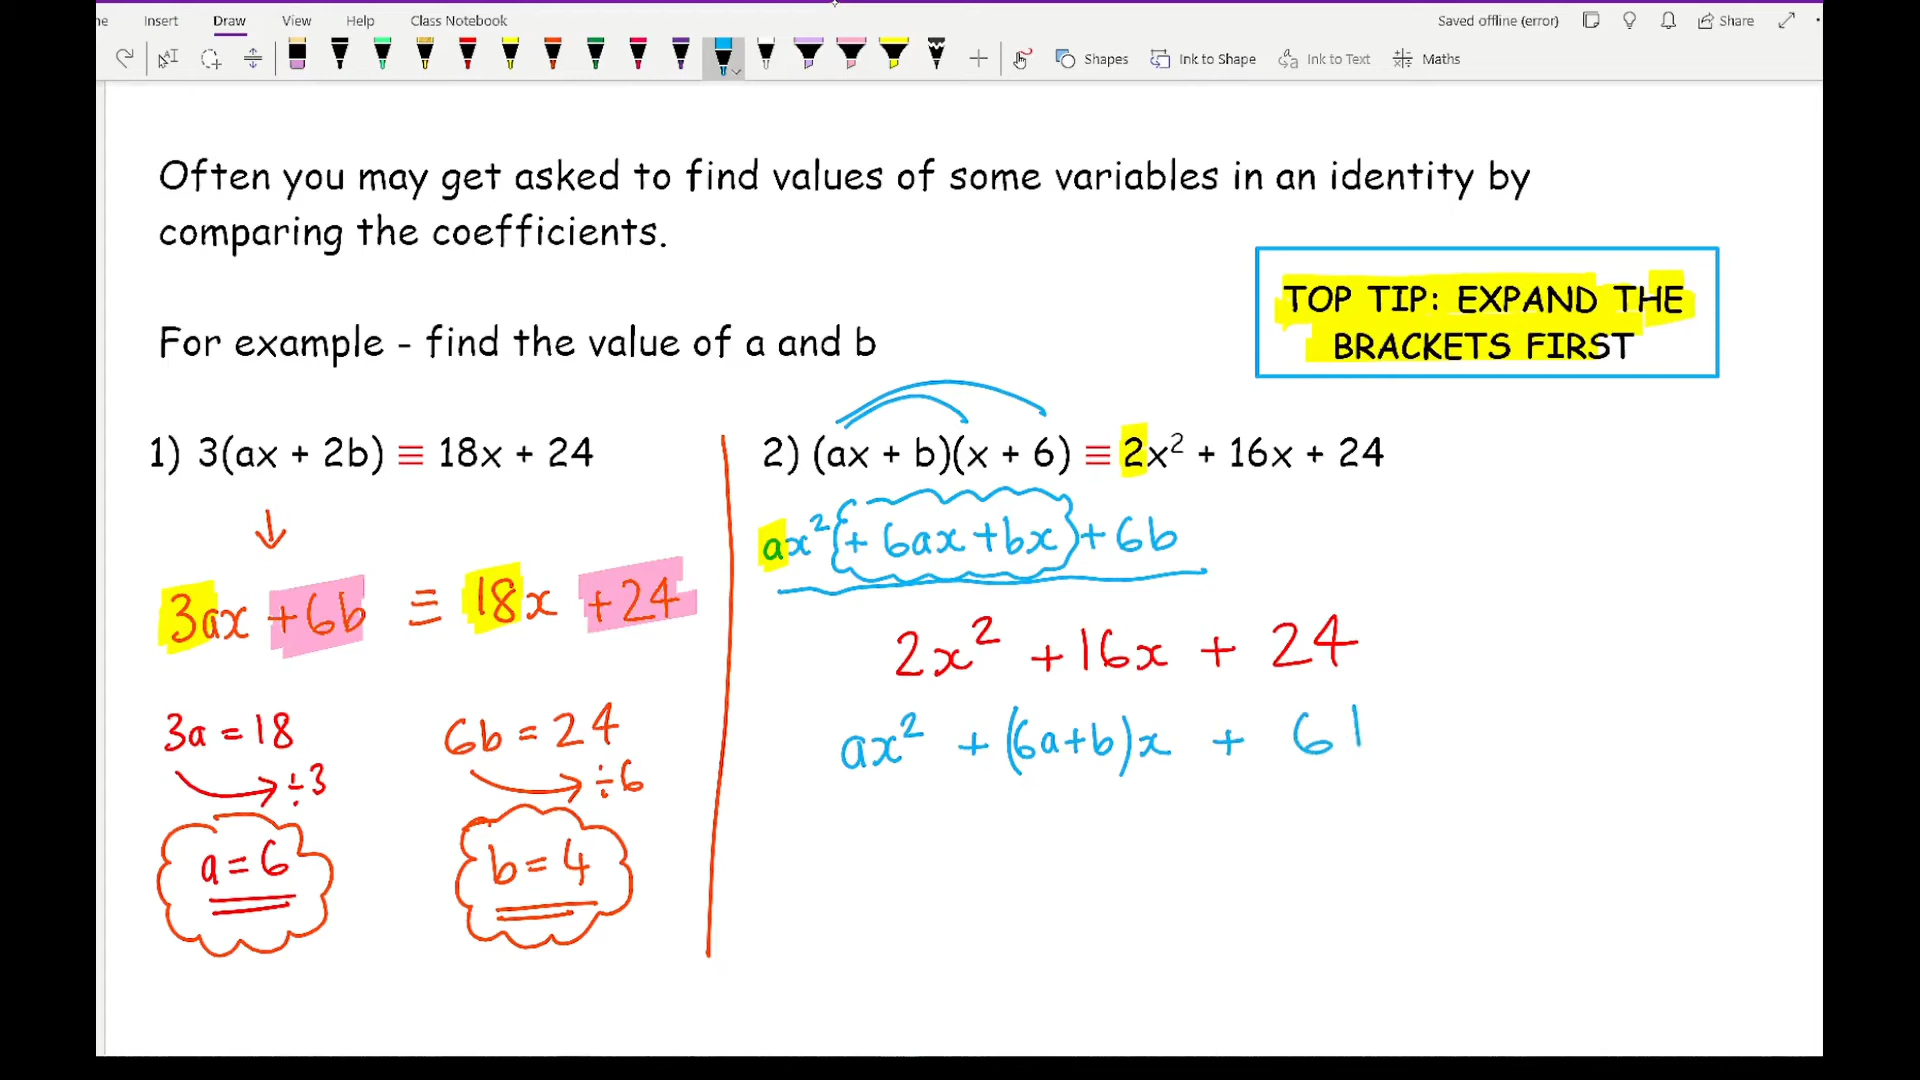 Insert Draw View Help Class Notebook Saved offline (error) Share
Shapes Ink to Shape Ink to Text Maths
Often you may get asked to find values of some variables in an identity by
comparing the coefficients.
TOP TIP: EXPAND THE
BRACKETS FIRST
For example - find the value of a and b
1) 3(ax + 2b) ≡ 18x + 24
3ax +6b ≡ 18x +24
3a = 18
÷3
a = 6
6b = 24
÷6
b = 4
2) (ax + b)(x + 6) ≡ 2x² + 16x + 24
ax² + 6ax + bx + 6b
2x² + 16x + 24
ax² + (6a+b)x + 6